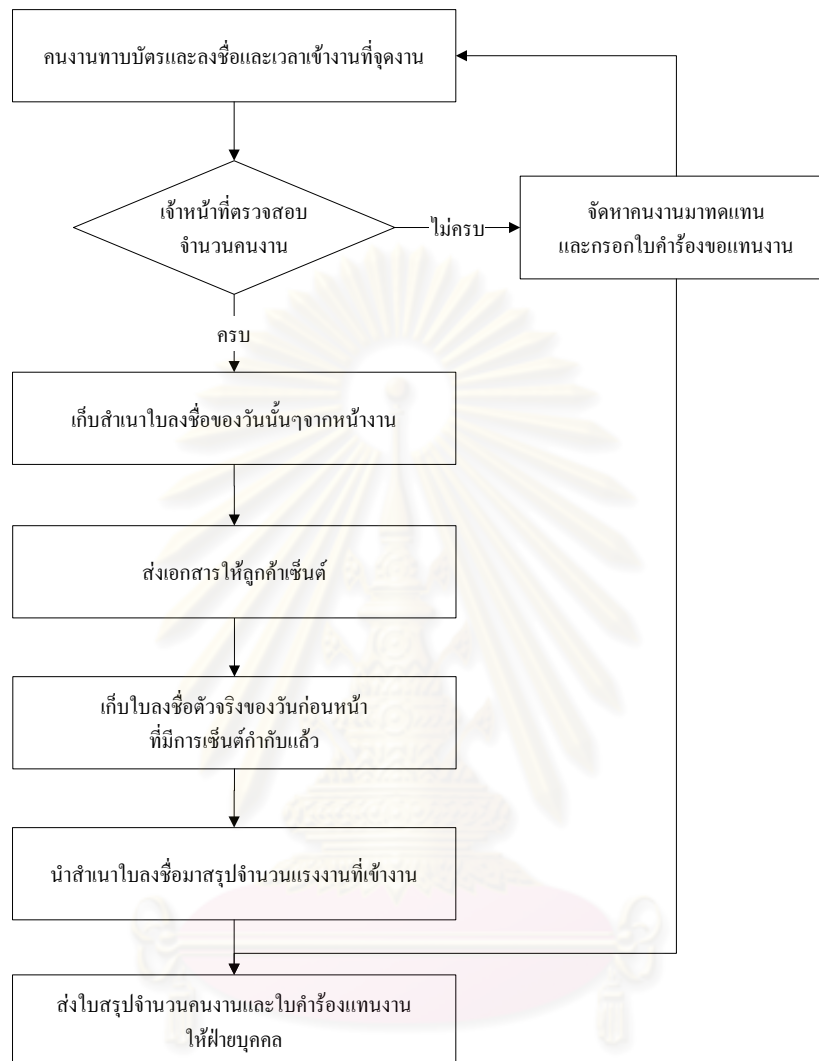 คนงานทาบบัตรและลงชื่อและเวลาเข้างานที่จุดงาน
เจ้าหน้าที่ตรวจสอบ
จำนวนคนงาน
ไม่ครบ
จัดหาคนงานมาทดแทน
และกรอกใบคำร้องขอแทนงาน
ครบ
เก็บสำเนาใบลงชื่อของวันนั้นๆจากหน้างาน
ส่งเอกสารให้ลูกค้าเซ็นต์
เก็บใบลงชื่อตัวจริงของวันก่อนหน้า
ที่มีการเซ็นต์กำกับแล้ว
นำสำเนาใบลงชื่อมาสรุปจำนวนแรงงานที่เข้างาน
ส่งใบสรุปจำนวนคนงานและใบคำร้องแทนงาน
ให้ฝ่ายบุคคล